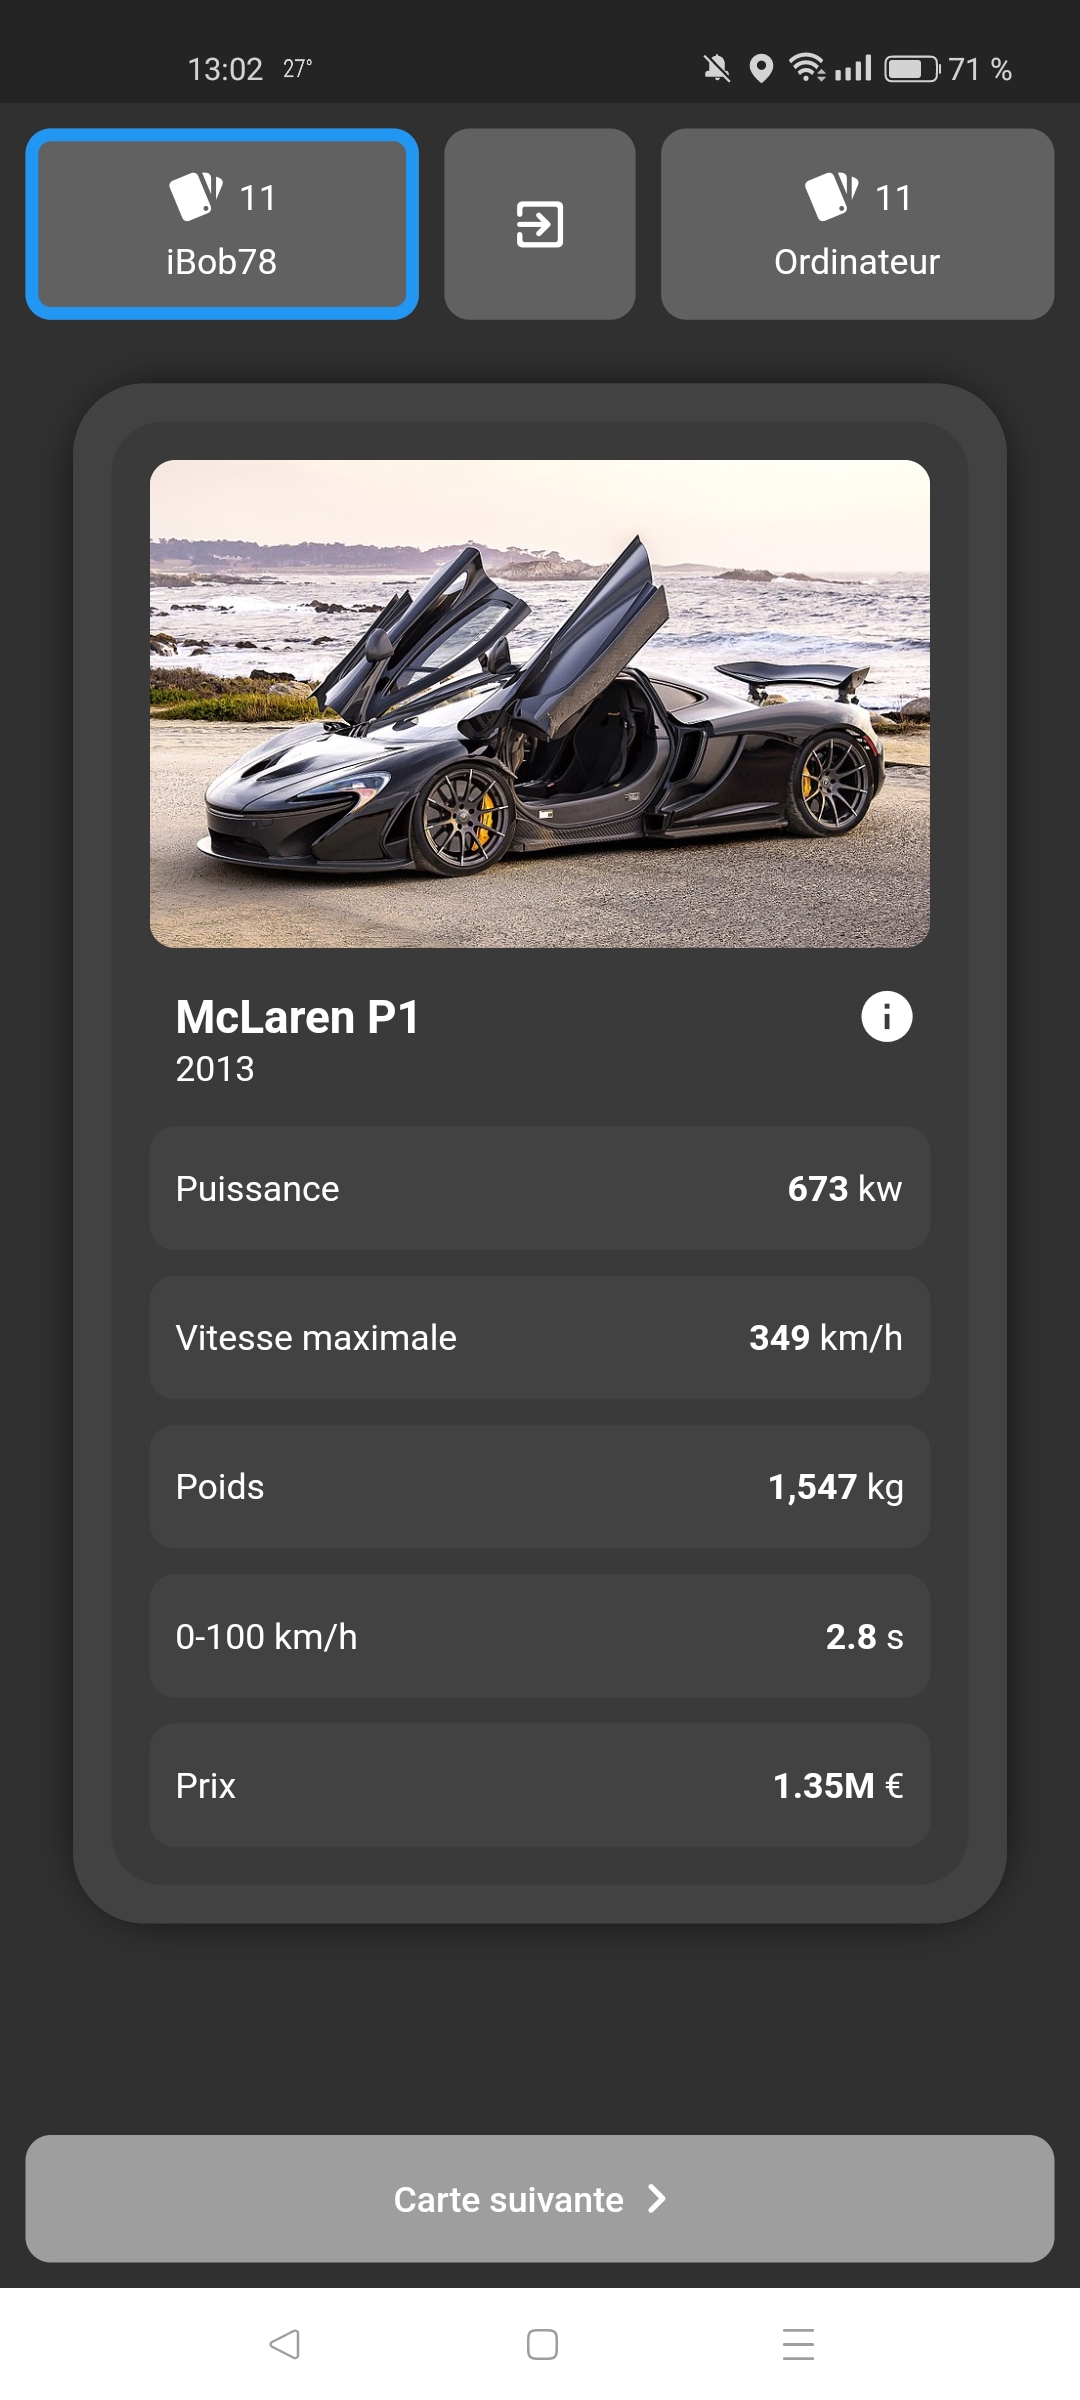 13:02 27° 71 %
11
iBob78
11
Ordinateur
McLaren P1
2013
Puissance 673 kw
Vitesse maximale 349 km/h
Poids 1,547 kg
0-100 km/h 2.8 s
Prix 1.35M €
Carte suivante